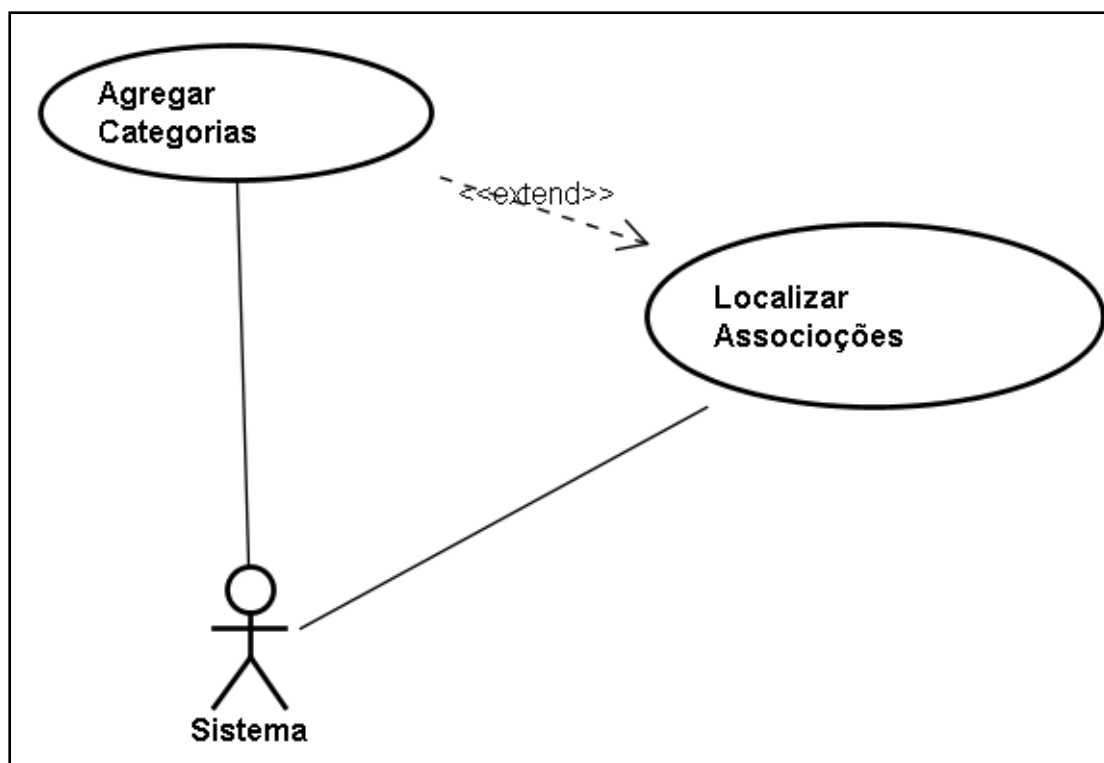 Agregar
Categorias
<<extend>>
Localizar
Associoções
Sistema